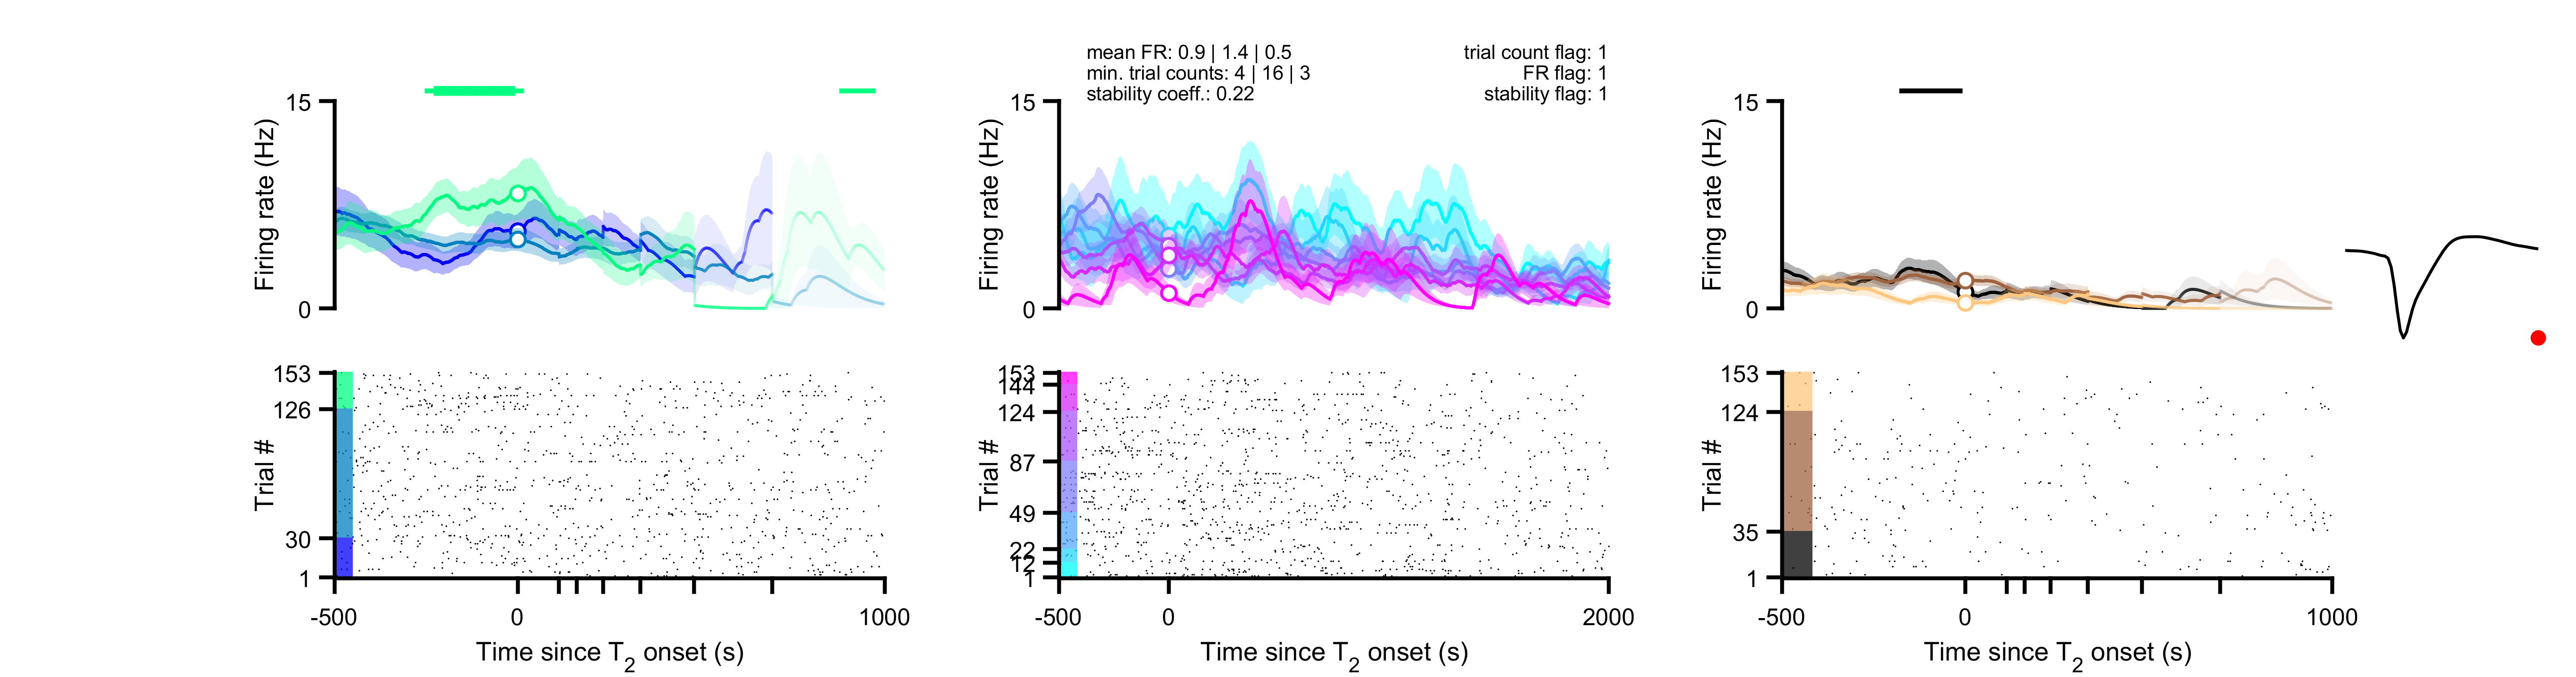 mean FR: 0.9 | 1.4 | 0.5
min. trial counts: 4 | 16 | 3
stability coeff.: 0.22
trial count flag: 1
FR flag: 1
stability flag: 1
15
0
Firing rate (Hz)
15
0
Firing rate (Hz)
15
0
Firing rate (Hz)
153
126
30
1
Trial #
-500
0
1000
Time since T2 onset (s)
153
144
124
87
49
22
12
1
Trial #
-500
0
2000
Time since T2 onset (s)
153
124
35
1
Trial #
-500
0
1000
Time since T2 onset (s)